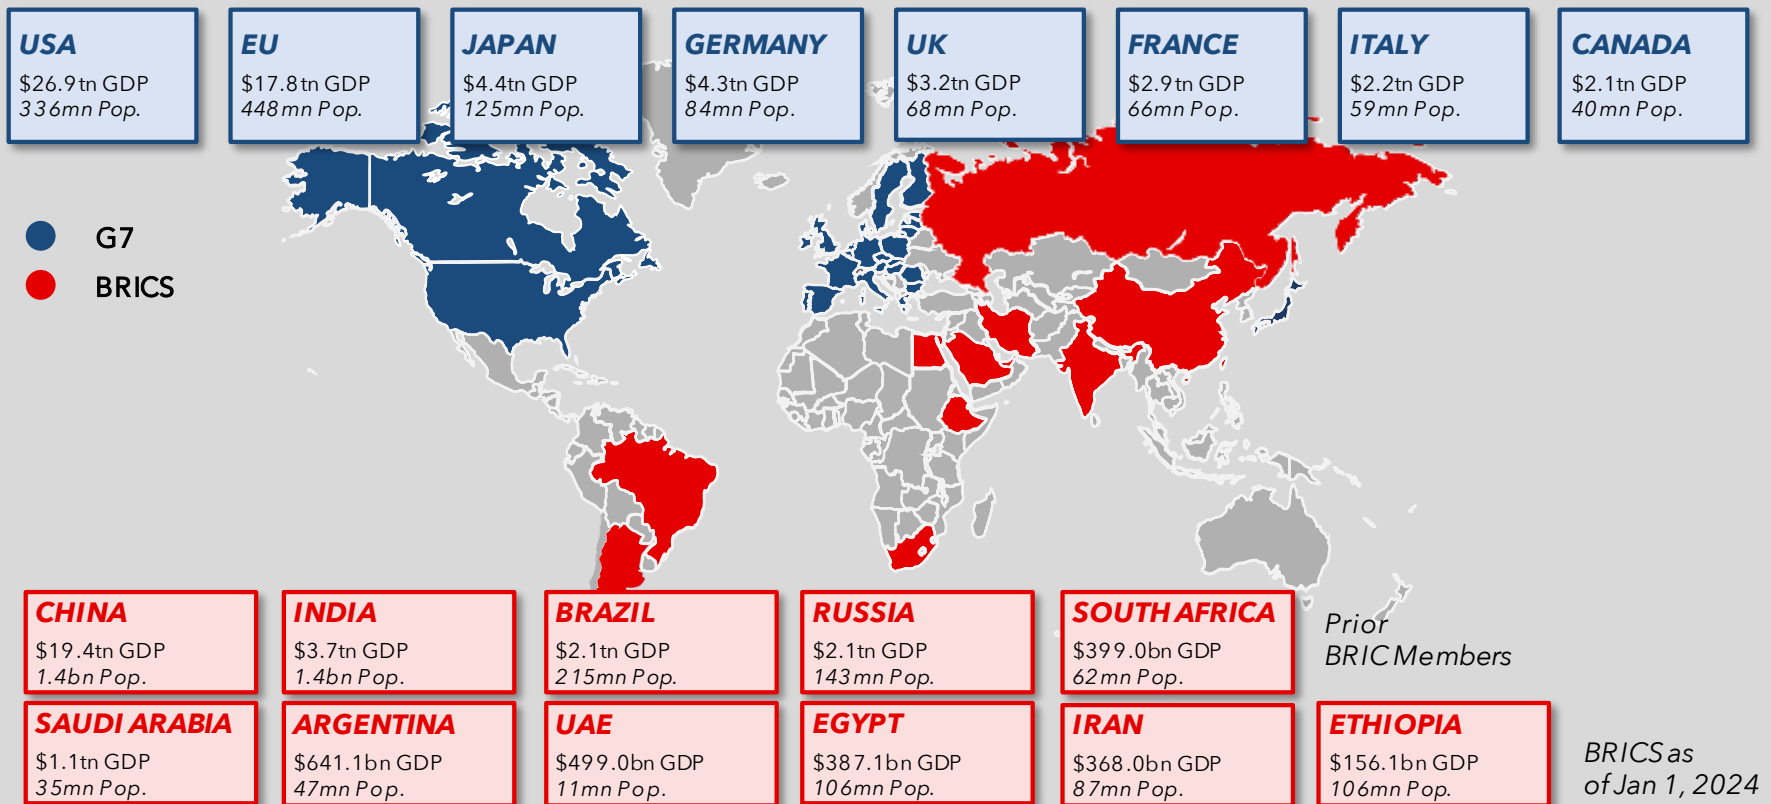 USA
$26.9tn GDP
336mn Pop.
EU
$17.8tn GDP
448mn Pop.
JAPAN
$4.4tn GDP
125mn Pop.
GERMANY
$4.3tn GDP
84mn Pop.
UK
$3.2tn GDP
68mn Pop.
FRANCE
$2.9tn GDP
66mn Pop.
ITALY
$2.2tn GDP
59mn Pop.
CANADA
$2.1tn GDP
40mn Pop.
G7
BRICS
CHINA
$19.4tn GDP
1.4bn Pop.
INDIA
$3.7tn GDP
1.4bn Pop.
BRAZIL
$2.1tn GDP
215mn Pop.
RUSSIA
$2.1tn GDP
143mn Pop.
SOUTH AFRICA
$399.0bn GDP
62mn Pop.
Prior
BRIC Members
SAUDI ARABIA
$1.1tn GDP
35mn Pop.
ARGENTINA
$641.1bn GDP
47mn Pop.
UAE
$499.0bn GDP
11mn Pop.
EGYPT
$387.1bn GDP
106mn Pop.
IRAN
$368.0bn GDP
87mn Pop.
ETHIOPIA
$156.1bn GDP
106mn Pop.
BRICS as
of Jan 1, 2024